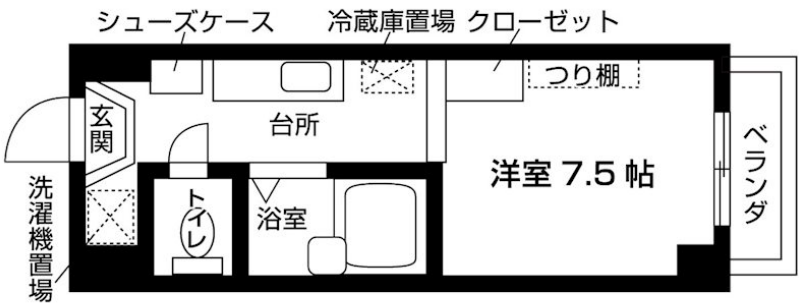 シューズケース
冷蔵庫置場
クローゼット
つり棚
玄関
台所
洋室 7.5 帖
ベランダ
トイレ
浴室
洗濯機置場